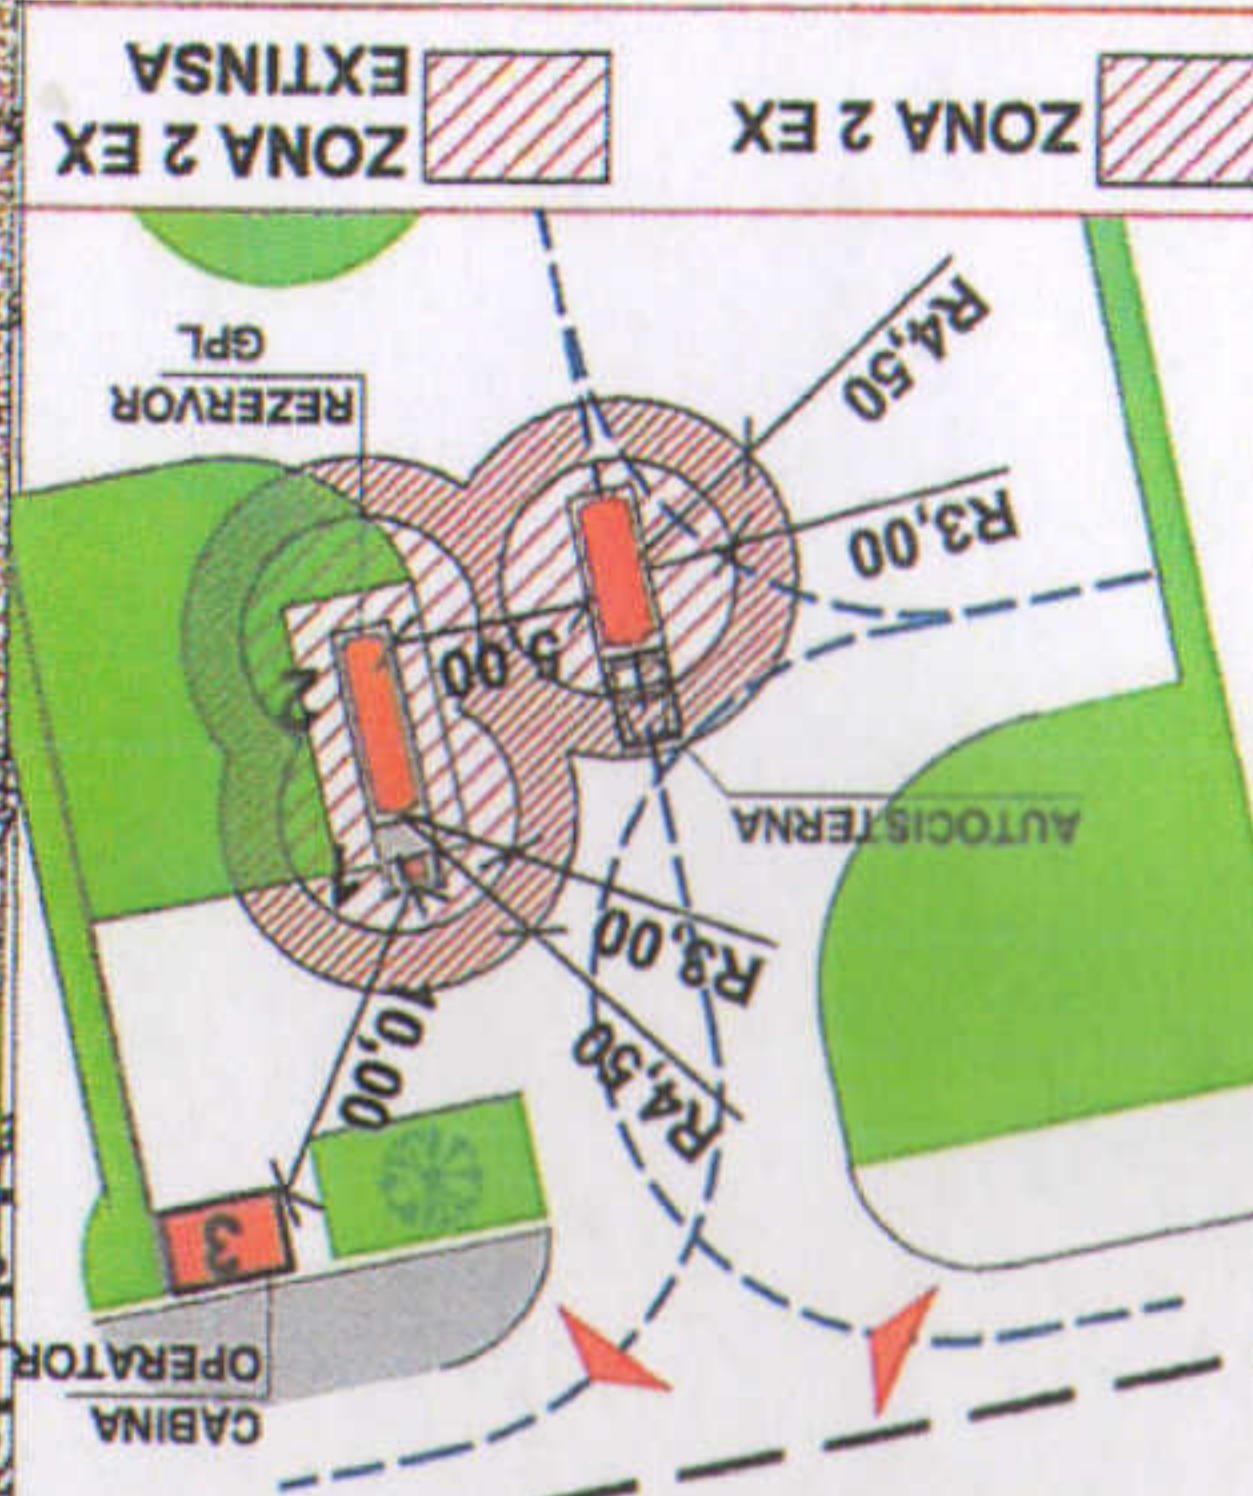 CABINA
OPERATOR
3
10,00
R4,50
R3,00
1
AUTOCISTERNA
2
5,00
R3,00
REZERVOR
GPL
R4,50
ZONA 2 EX
ZONA 2 EX
EXTINSA